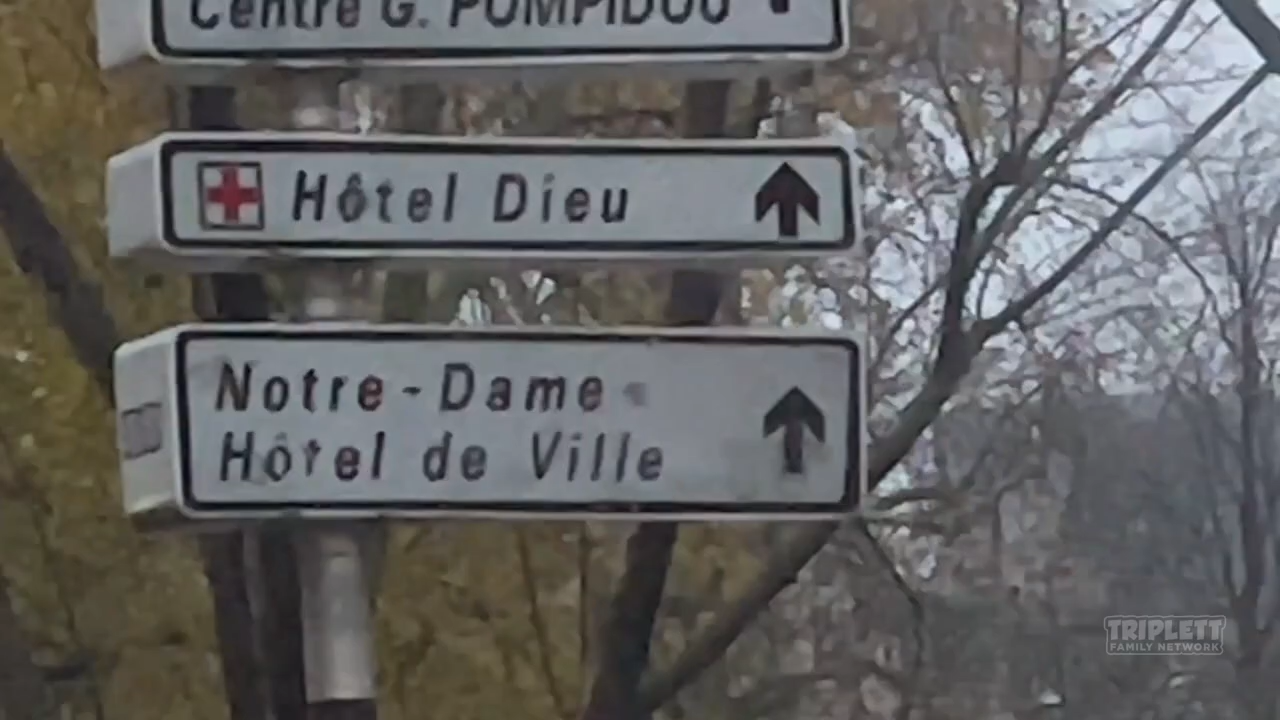 Centre G. POMPIDOU
Hôtel Dieu
Notre-Dame
Hôtel de Ville
TRIPLETT
FAMILY NETWORK